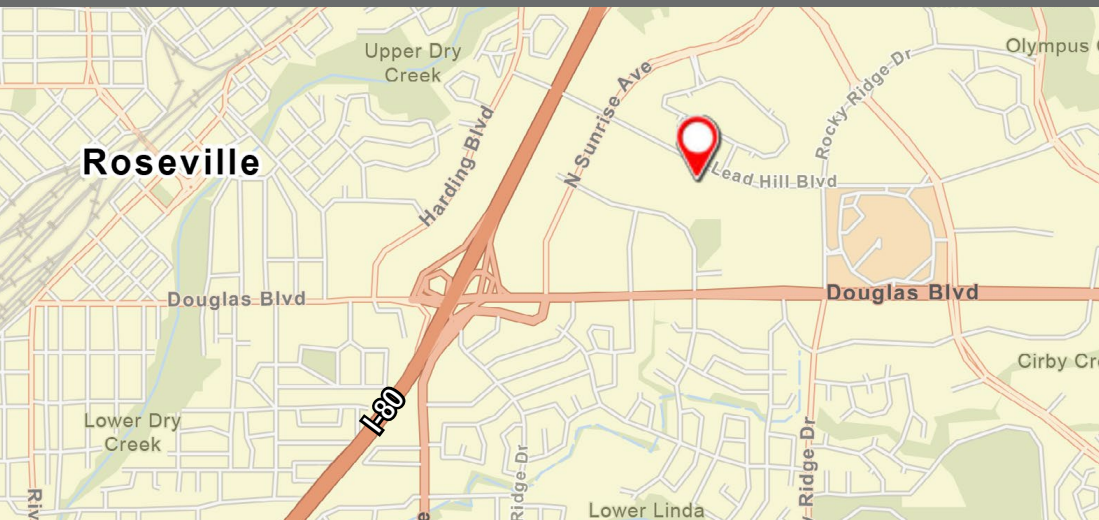 Upper Dry
Creek
Olympus
Rocky Ridge Dr
N Sunrise Ave
Harding Blvd
Roseville
Lead Hill Blvd
Douglas Blvd
Douglas Blvd
Cirby
I-80
Lower Dry
Creek
Ridge Dr
Ridge Dr
Lower Linda